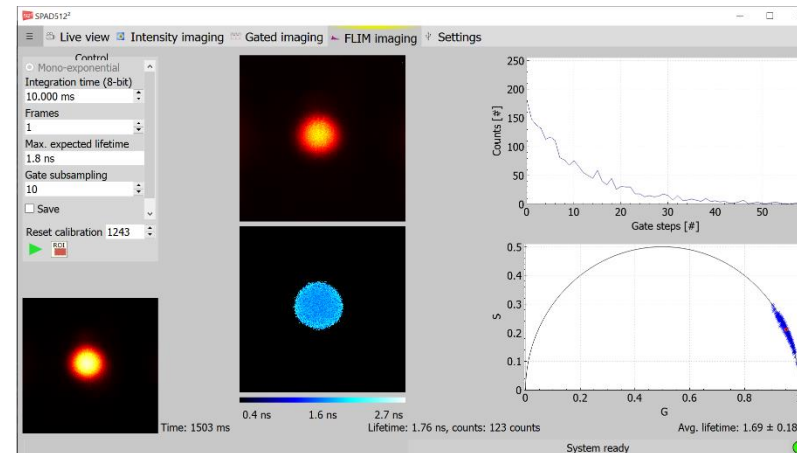 SPAD512²
Live view Intensity imaging Gated imaging FLIM imaging Settings
Control
Mono-exponential
Integration time (8-bit)
10.000 ms
Frames
1
Max. expected lifetime
1.8 ns
Gate subsampling
10
Save
Reset calibration 1243
ROI
250
200
150
100
50
0
Counts [#]
0 10 20 30 40 50
Gate steps [#]
0.5
0.4
0.3
0.2
0.1
0
S
0 0.2 0.4 0.6 0.8
G
0.4 ns 1.6 ns 2.7 ns
Time: 1503 ms
Lifetime: 1.76 ns, counts: 123 counts
Avg. lifetime: 1.69 ± 0.18
System ready